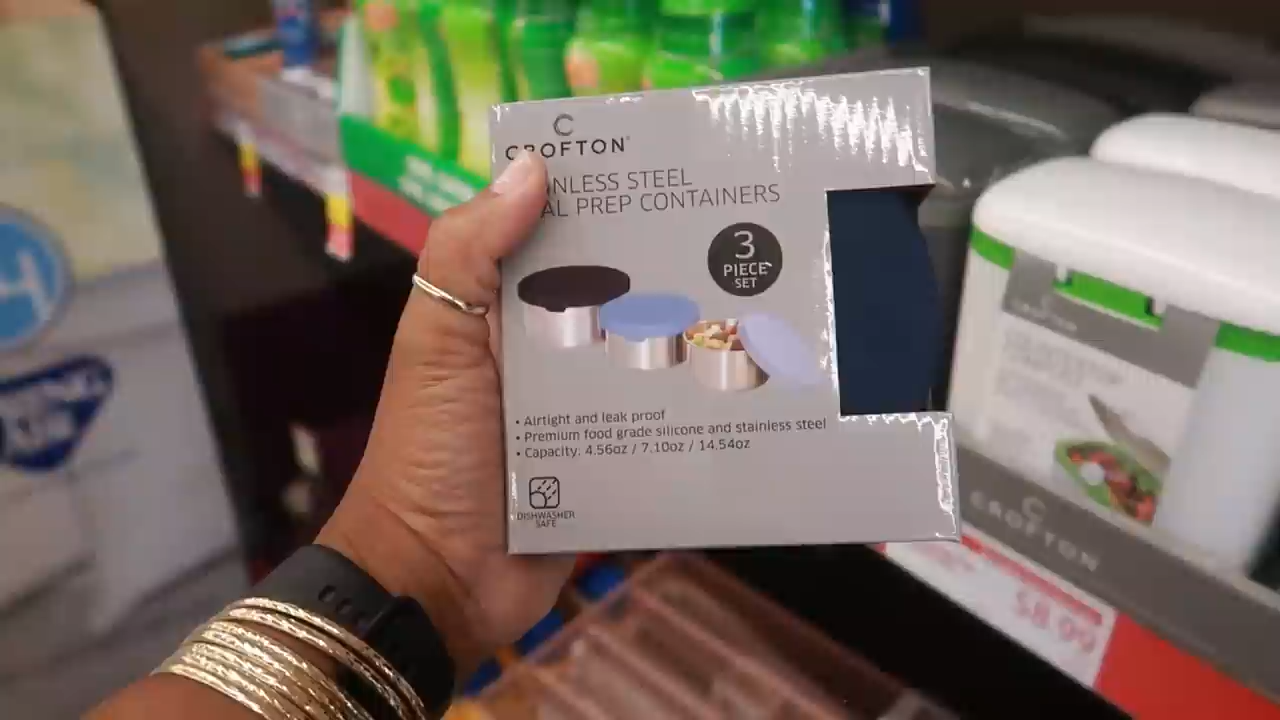 CROFTON
INLESS STEEL
AL PREP CONTAINERS
3
PIECE
SET
• Airtight and leak proof
• Premium food grade silicone and stainless steel
• Capacity: 4.56oz / 7.10oz / 14.54oz
DISHWASHER
SAFE
CROFTON
$8.99